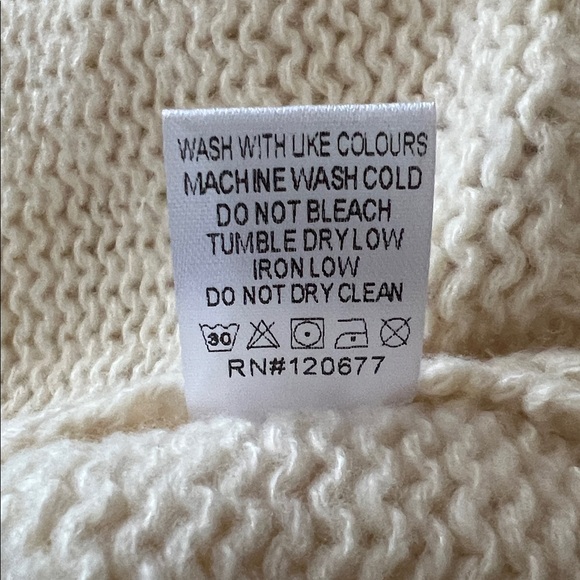 WASH WITH LIKE COLOURS
MACHINE WASH COLD
DO NOT BLEACH
TUMBLE DRY LOW
IRON LOW
DO NOT DRY CLEAN
30
RN#120677